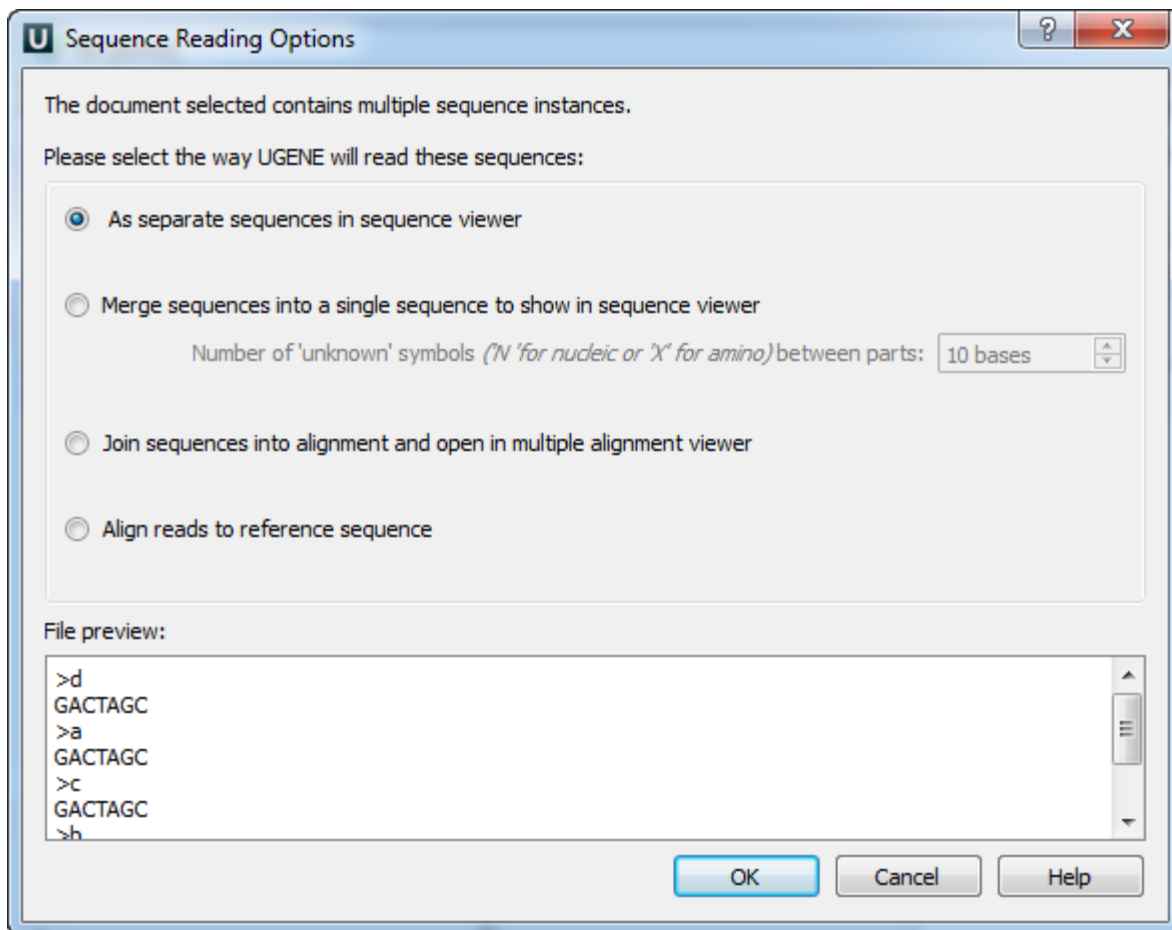 U Sequence Reading Options
The document selected contains multiple sequence instances.
Please select the way UGENE will read these sequences:
As separate sequences in sequence viewer
Merge sequences into a single sequence to show in sequence viewer
Number of 'unknown' symbols ('N 'for nucleic or 'X' for amino) between parts: 10 bases
Join sequences into alignment and open in multiple alignment viewer
Align reads to reference sequence
File preview:
>d
GACTAGC
>a
GACTAGC
>c
GACTAGC
>b
OK Cancel Help